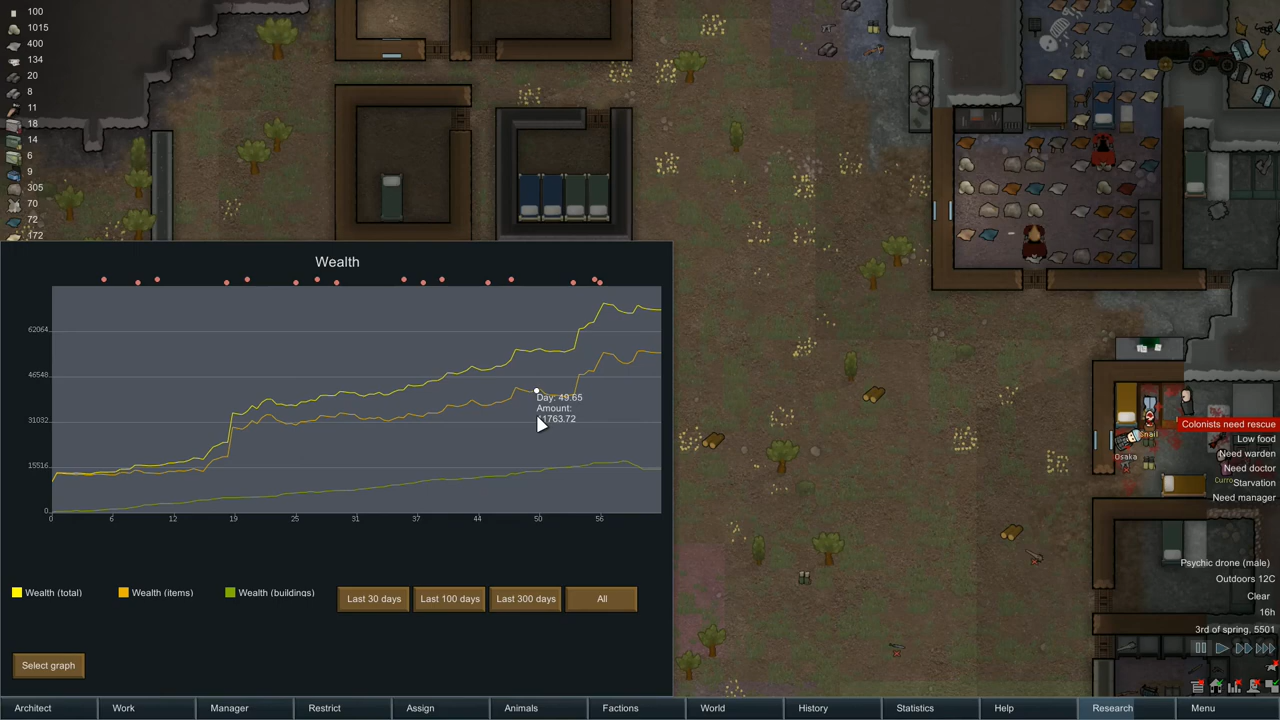 100
1015
400
134
20
8
11
18
14
6
9
305
70
72
172
Wealth
62064
46548
31032
15516
0
0 6 12 19 25 31 37 44 50 56
Day: 49.65
Amount:
Wealth (total) Wealth (items) Wealth (buildings)
Last 30 days Last 100 days Last 300 days All
Select graph
Snail
Osaka
Colonists need rescue
Low food
Need warden
Need doctor
Starvation
Need manager
Psychic drone (male)
Outdoors 12C
Clear
16h
3rd of spring, 5501
Architect Work Manager Restrict Assign Animals Factions World History Statistics Help Research Menu